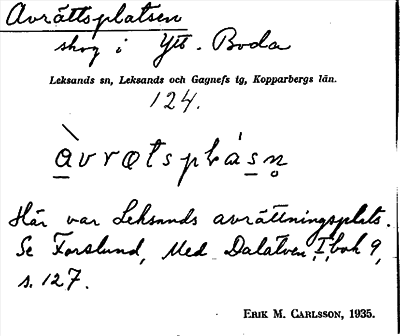 Avrättsplatsen
skog i Ytt. Boda
Leksands sn, Leksands och Gagnefs tg, Kopparbergs län.
124.
àvrætsplásn̥
Här var Leksands avrättningsplats.
Se Forslund, Med Dalälven, I, bok 9,
s. 127.
ERIK M. CARLSSON, 1935.